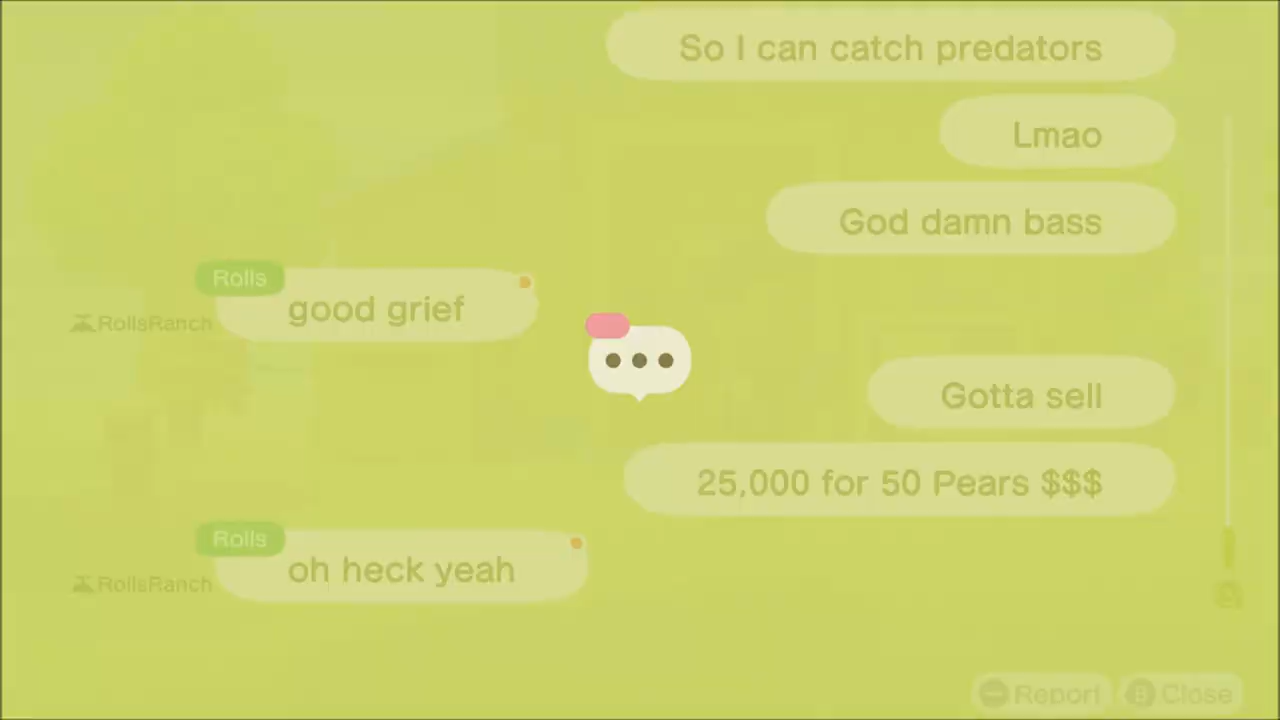 So I can catch predators
Lmao
God damn bass
Rolls
good grief
RollsRanch
Gotta sell
25,000 for 50 Pears $$$
Rolls
oh heck yeah
RollsRanch
Report
B Close